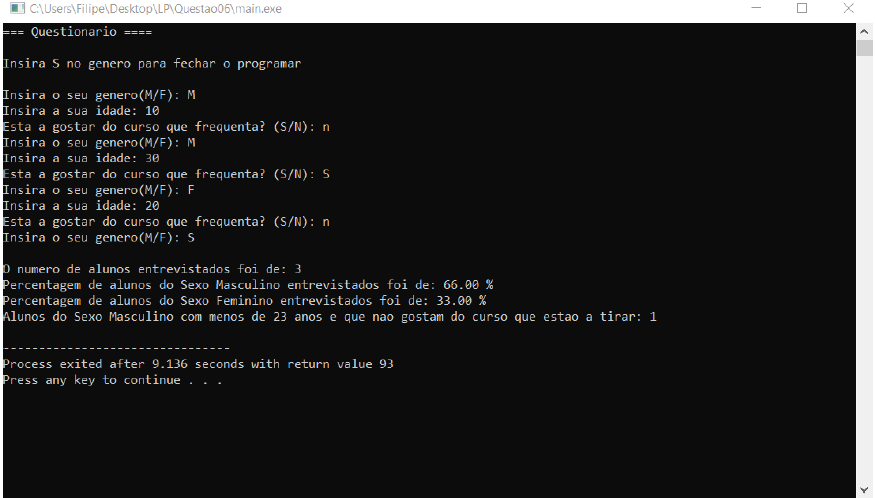 C:\Users\Filipe\Desktop\LP\Questao06\main.exe
=== Questionario ====
Insira S no genero para fechar o programar
Insira o seu genero(M/F): M
Insira a sua idade: 10
Esta a gostar do curso que frequenta? (S/N): n
Insira o seu genero(M/F): M
Insira a sua idade: 30
Esta a gostar do curso que frequenta? (S/N): S
Insira o seu genero(M/F): F
Insira a sua idade: 20
Esta a gostar do curso que frequenta? (S/N): n
Insira o seu genero(M/F): S
O numero de alunos entrevistados foi de: 3
Percentagem de alunos do Sexo Masculino entrevistados foi de: 66.00 %
Percentagem de alunos do Sexo Feminino entrevistados foi de: 33.00 %
Alunos do Sexo Masculino com menos de 23 anos e que nao gostam do curso que estao a tirar: 1
--------------------------------
Process exited after 9.136 seconds with return value 93
Press any key to continue . . .